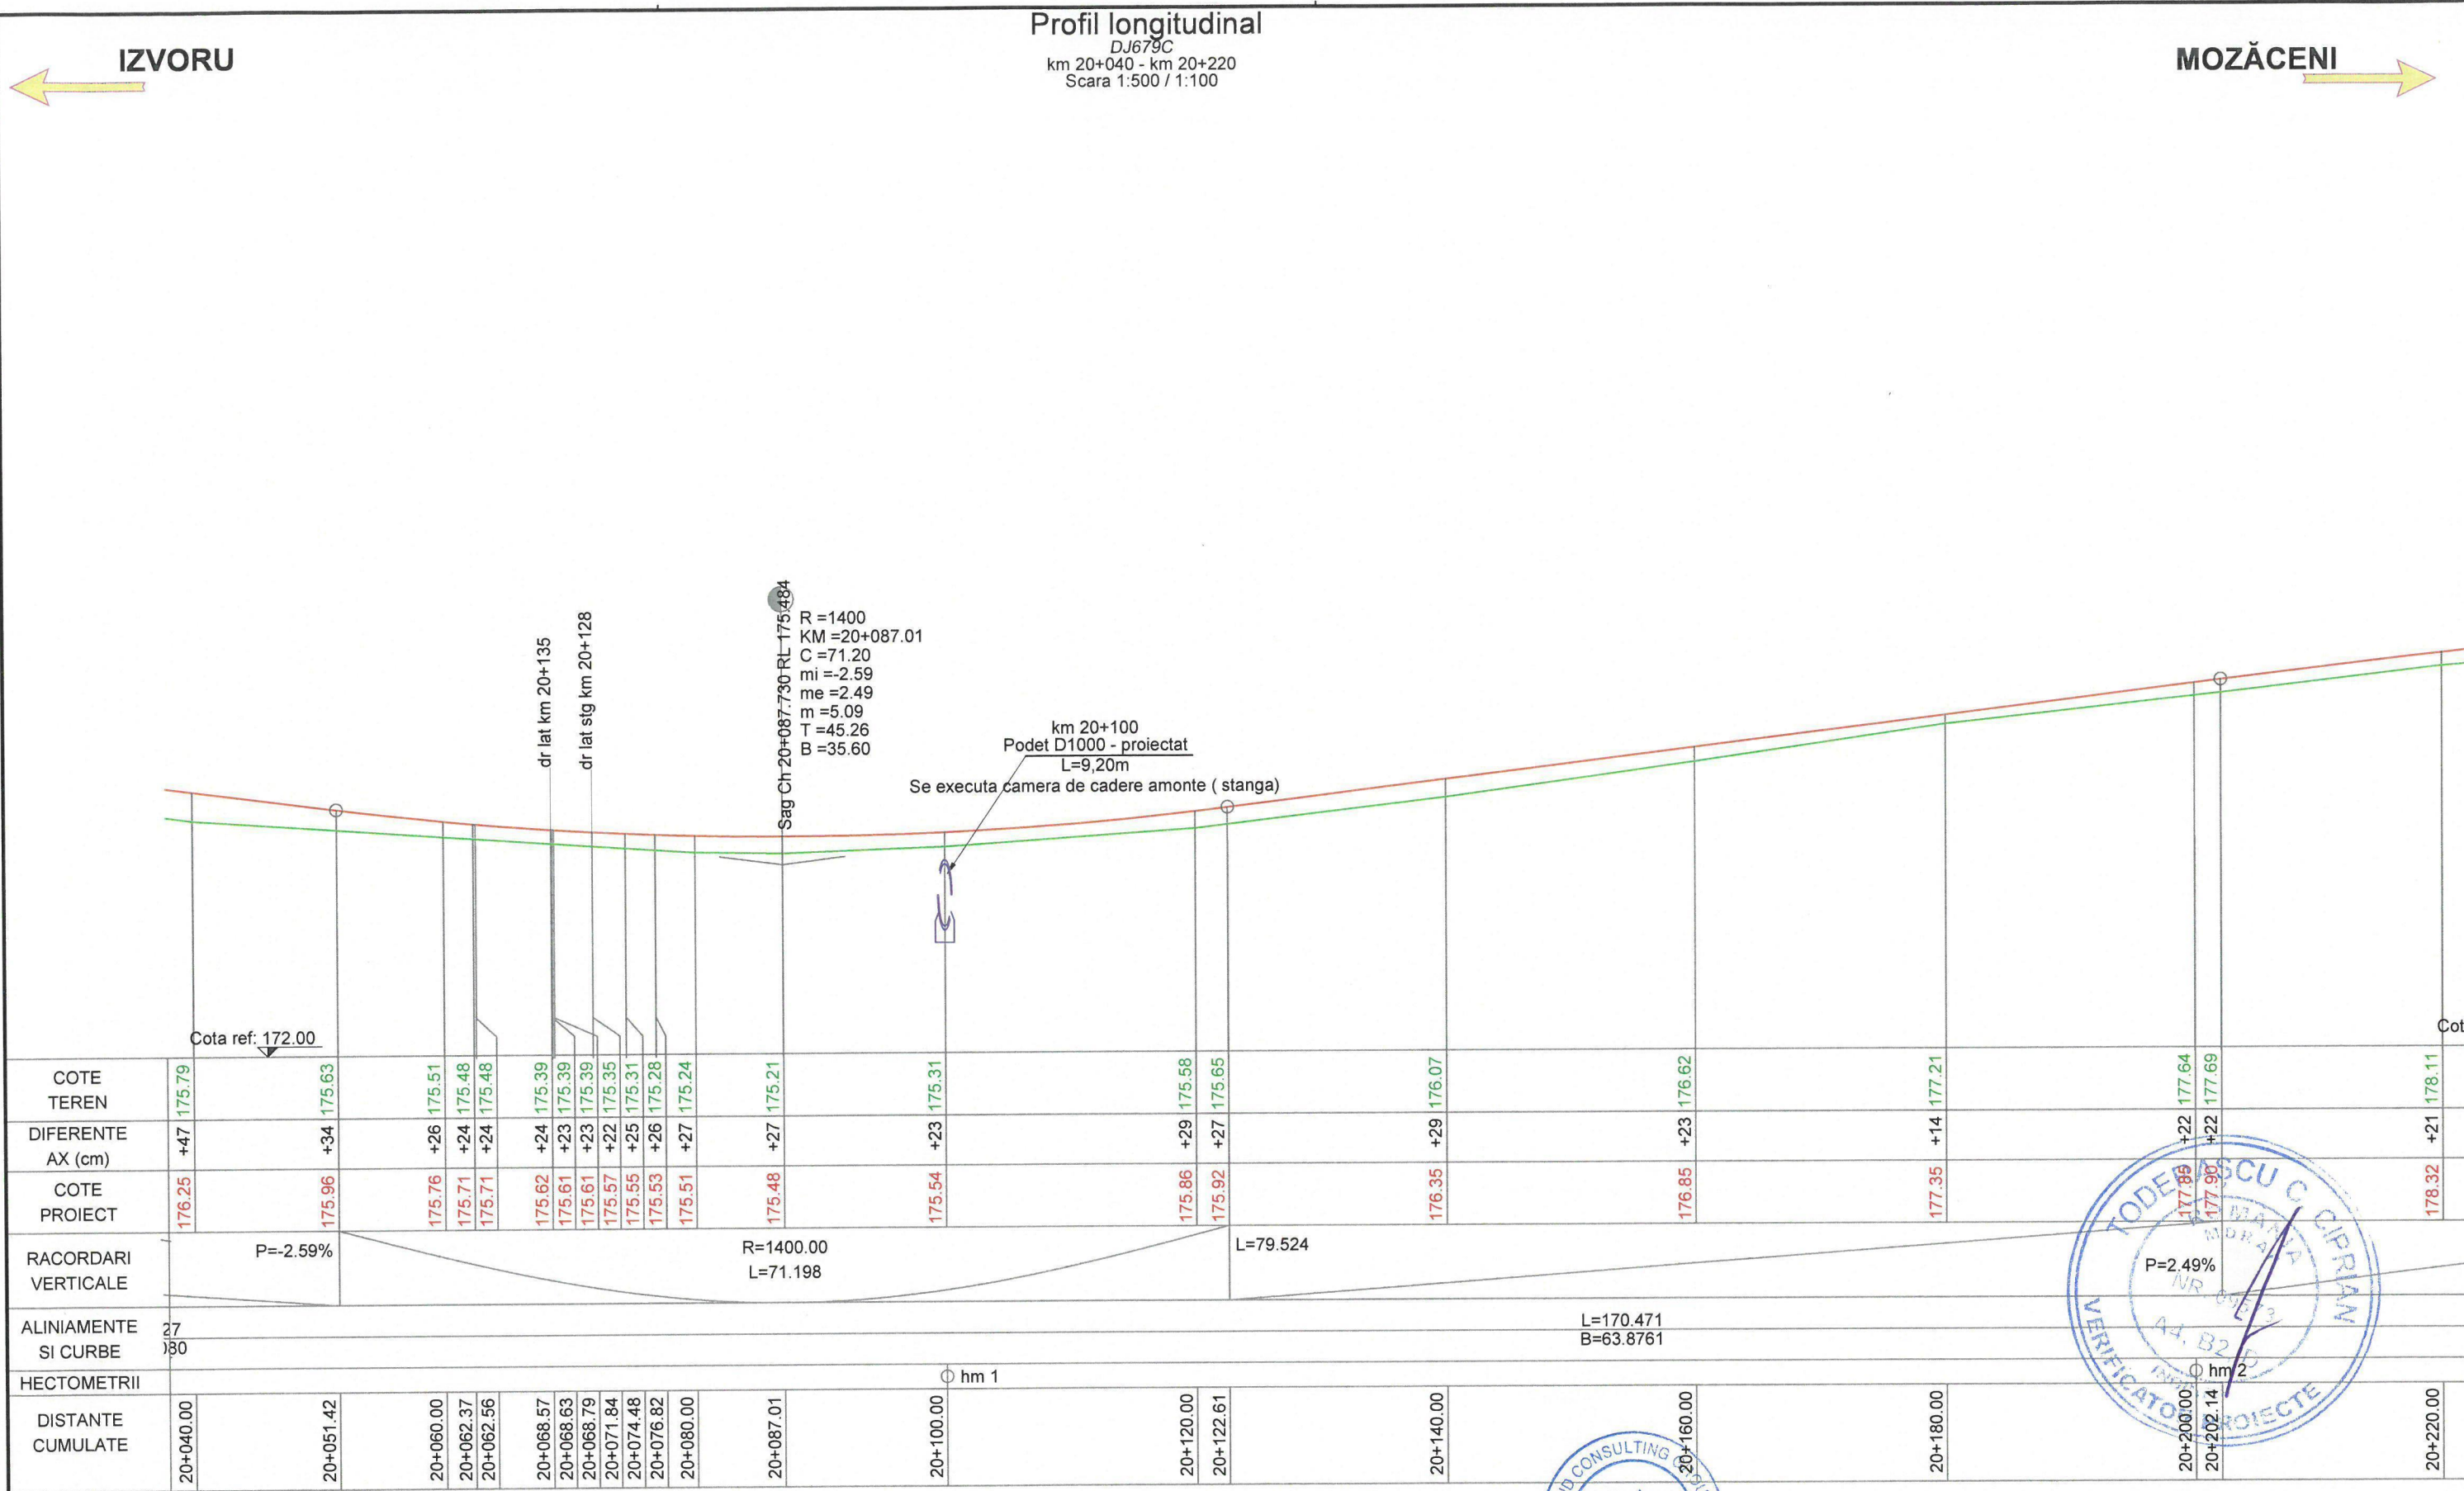 Profil longitudinal
DJ679C
km 20+040 - km 20+220
Scara 1:500 / 1:100
IZVORU
MOZĂCENI
dr lat km 20+135
dr lat stg km 20+128
Sag Ch 20+087.730 RL 175.484
R =1400
KM =20+087.01
C =71.20
mi =-2.59
me =2.49
m =5.09
T =45.26
B =35.60
km 20+100
Podet D1000 - proiectat
L=9,20m
Se executa camera de cadere amonte ( stanga)
Cota ref: 172.00
Cot
COTE TEREN
175.79 175.63 175.51 175.48 175.48 175.39 175.39 175.39 175.35 175.31 175.28 175.24 175.21 175.31 175.58 175.65 176.07 176.62 177.21 177.64 177.69 178.11
DIFERENTE AX (cm)
+47 +34 +26 +24 +24 +24 +23 +23 +22 +25 +26 +27 +27 +23 +29 +27 +29 +23 +14 +22 +22 +21
COTE PROIECT
176.25 175.96 175.76 175.71 175.71 175.62 175.61 175.61 175.57 175.55 175.53 175.51 175.48 175.54 175.86 175.92 176.35 176.85 177.35 177.85 177.90 178.32
RACORDARI VERTICALE
P=-2.59%
R=1400.00
L=71.198
L=79.524
P=2.49%
ALINIAMENTE SI CURBE
27
080
L=170.471
B=63.8761
HECTOMETRII
hm 1
hm 2
DISTANTE CUMULATE
20+040.00 20+051.42 20+060.00 20+062.37 20+062.56 20+068.57 20+068.63 20+068.79 20+071.84 20+074.48 20+076.82 20+080.00 20+087.01 20+100.00 20+120.00 20+122.61 20+140.00 20+160.00 20+180.00 20+200.00 20+202.14 20+220.00
TODERASCU C. CIPRIAN
VERIFICATOR PROIECTE
ROMANIA
NR.
A4, B2, D
CONSULTING